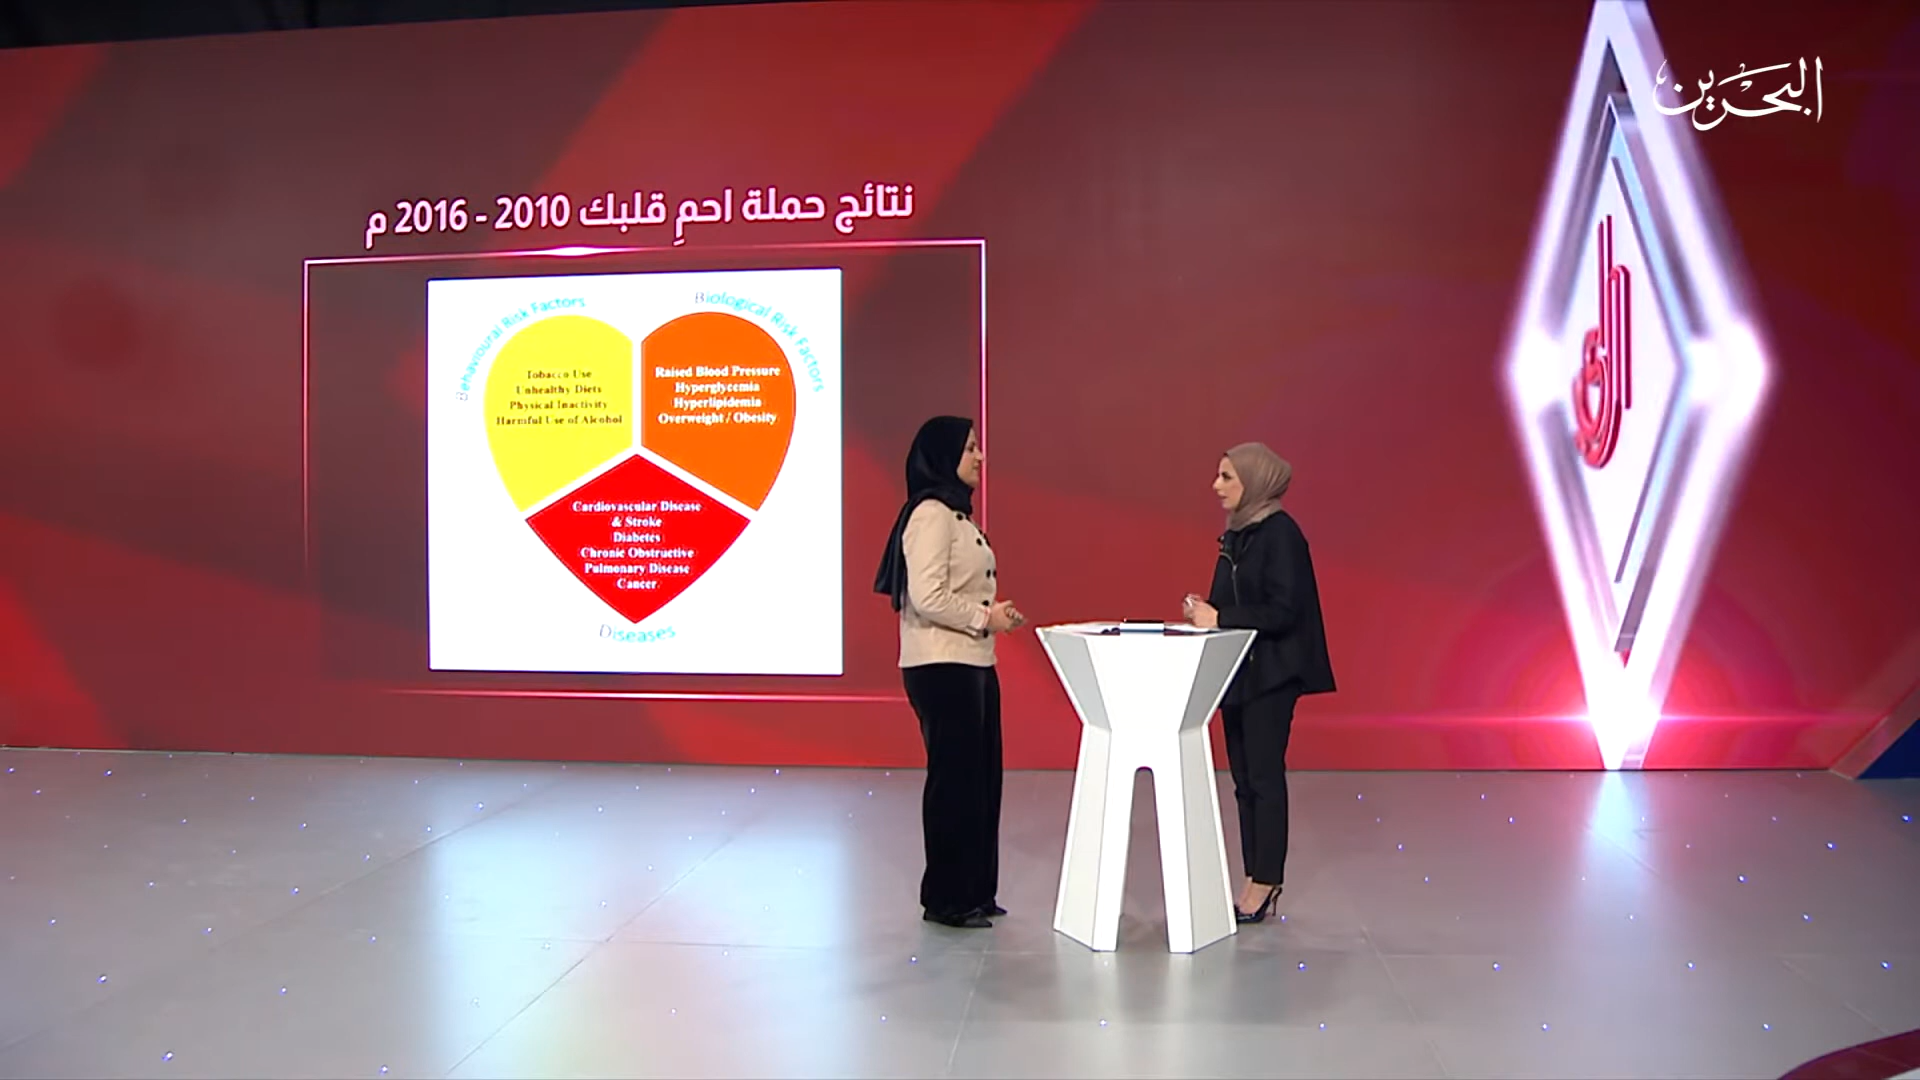 البحرين
نتائج حملة احمِ قلبك 2010 - 2016 م
Behavioural Risk Factors
Biological Risk Factors
Tobacco Use
Unhealthy Diets
Physical Inactivity
Harmful Use of Alcohol
Raised Blood Pressure
Hyperglycemia
Hyperlipidemia
Overweight / Obesity
Cardiovascular Disease
& Stroke
Diabetes
Chronic Obstructive
Pulmonary Disease
Cancer
Diseases